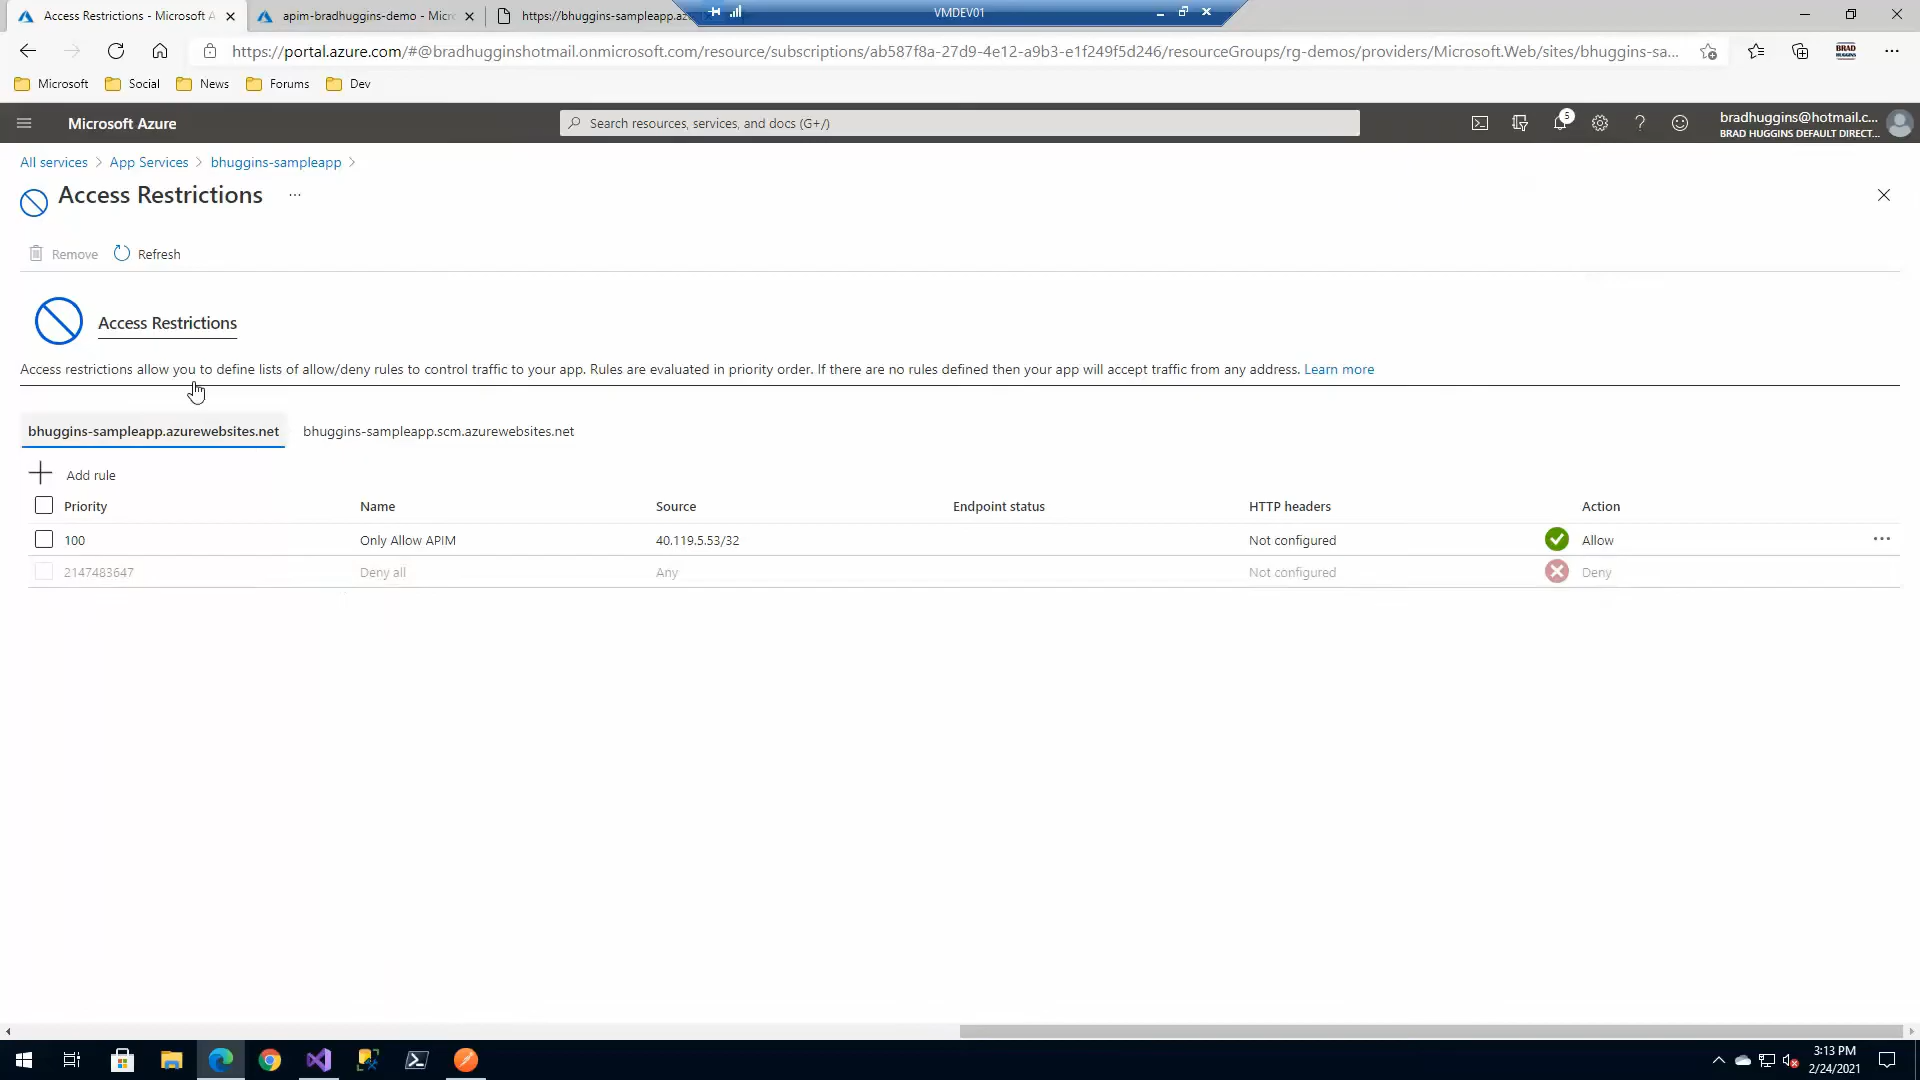 Access Restrictions - Microsoft A
apim-bradhuggins-demo - Micr
https://bhuggins-sampleapp.az
VMDEV01
https://portal.azure.com/#@bradhugginshotmail.onmicrosoft.com/resource/subscriptions/ab587f8a-27d9-4e12-a9b3-e1f249f5d246/resourceGroups/rg-demos/providers/Microsoft.Web/sites/bhuggins-sa...
BRAD
HUGGINS
Microsoft
Social
News
Forums
Dev
Microsoft Azure
Search resources, services, and docs (G+/)
5
bradhuggins@hotmail.c...
BRAD HUGGINS DEFAULT DIRECT...
All services > App Services > bhuggins-sampleapp >
Access Restrictions ...
Remove
Refresh
Access Restrictions
Access restrictions allow you to define lists of allow/deny rules to control traffic to your app. Rules are evaluated in priority order. If there are no rules defined then your app will accept traffic from any address. Learn more
bhuggins-sampleapp.azurewebsites.net
bhuggins-sampleapp.scm.azurewebsites.net
Add rule
Priority Name Source Endpoint status HTTP headers Action
100 Only Allow APIM 40.119.5.53/32 Not configured Allow ...
2147483647 Deny all Any Not configured Deny
3:13 PM
2/24/2021